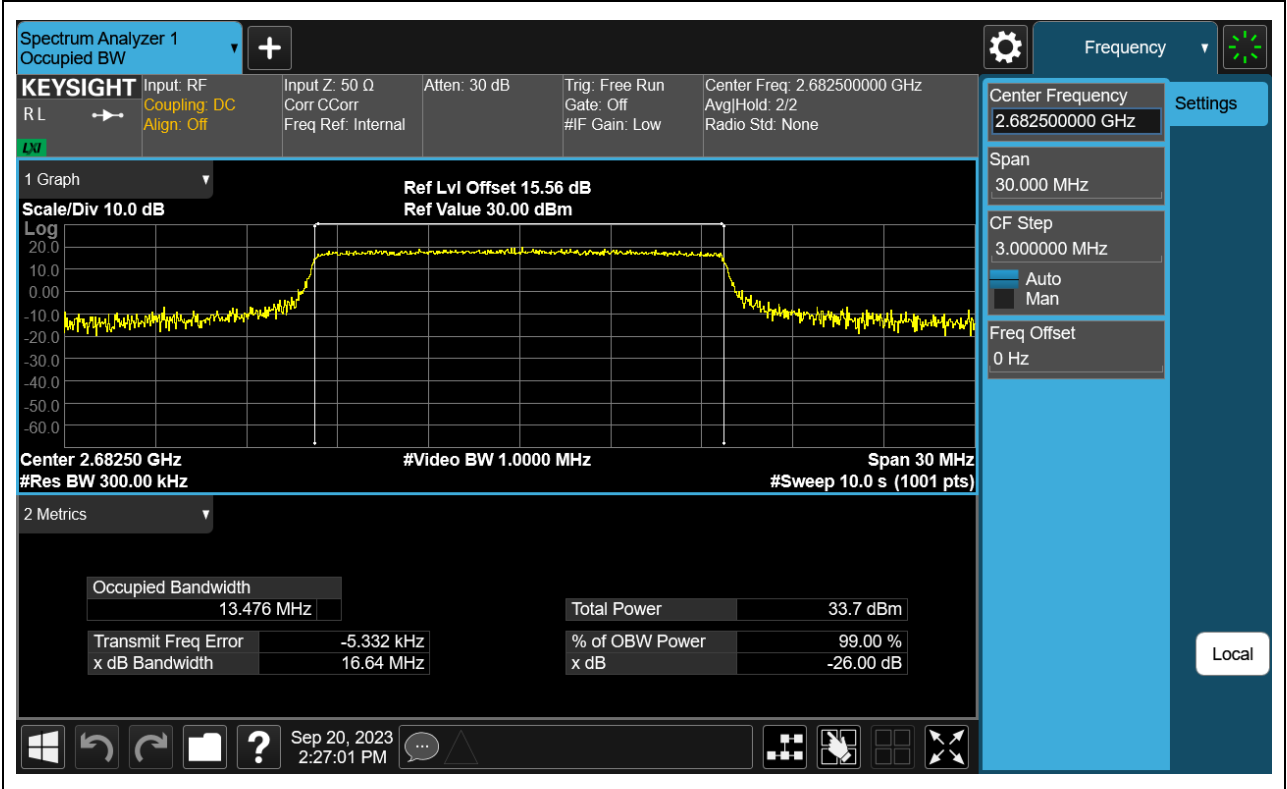 Spectrum Analyzer 1
Occupied BW
Frequency
KEYSIGHT
R L
LXI
Input: RF
Coupling: DC
Align: Off
Input Z: 50 Ω
Corr CCorr
Freq Ref: Internal
Atten: 30 dB
Trig: Free Run
Gate: Off
#IF Gain: Low
Center Freq: 2.682500000 GHz
Avg|Hold: 2/2
Radio Std: None
Center Frequency
2.682500000 GHz
Settings
Span
30.000 MHz
CF Step
3.000000 MHz
Auto
Man
Freq Offset
0 Hz
Local
1 Graph
Scale/Div 10.0 dB
Ref Lvl Offset 15.56 dB
Ref Value 30.00 dBm
Log
20.0
10.0
0.00
-10.0
-20.0
-30.0
-40.0
-50.0
-60.0
Center 2.68250 GHz
#Video BW 1.0000 MHz
Span 30 MHz
#Res BW 300.00 kHz
#Sweep 10.0 s (1001 pts)
2 Metrics
Occupied Bandwidth
13.476 MHz
Total Power 33.7 dBm
Transmit Freq Error -5.332 kHz
% of OBW Power 99.00 %
x dB Bandwidth 16.64 MHz
x dB -26.00 dB
?
Sep 20, 2023
2:27:01 PM